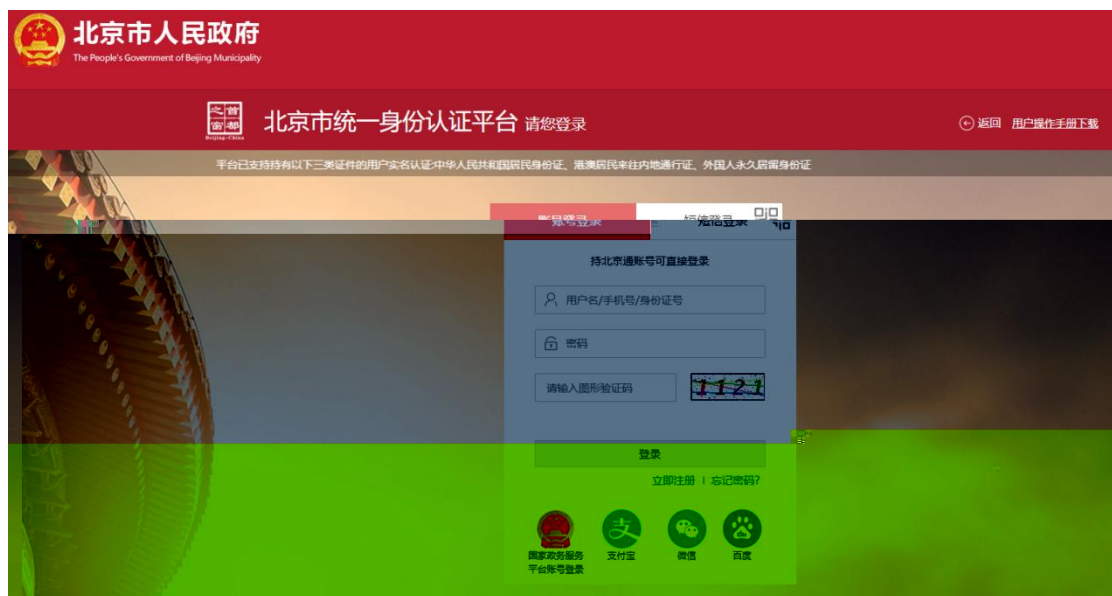 北京市人民政府
The People's Government of Beijing Municipality
首都之窗
Beijing-China
北京市统一身份认证平台 请您登录
返回 用户操作手册下载
平台已支持持有以下三类证件的用户实名认证:中华人民共和国居民身份证、港澳居民来往内地通行证、外国人永久居留身份证
账号登录 短信登录
持北京通账号可直接登录
用户名/手机号/身份证号
密码
请输入图形验证码 1121
登录
立即注册 | 忘记密码?
国家政务服务平台账号登录 支付宝 微信 百度